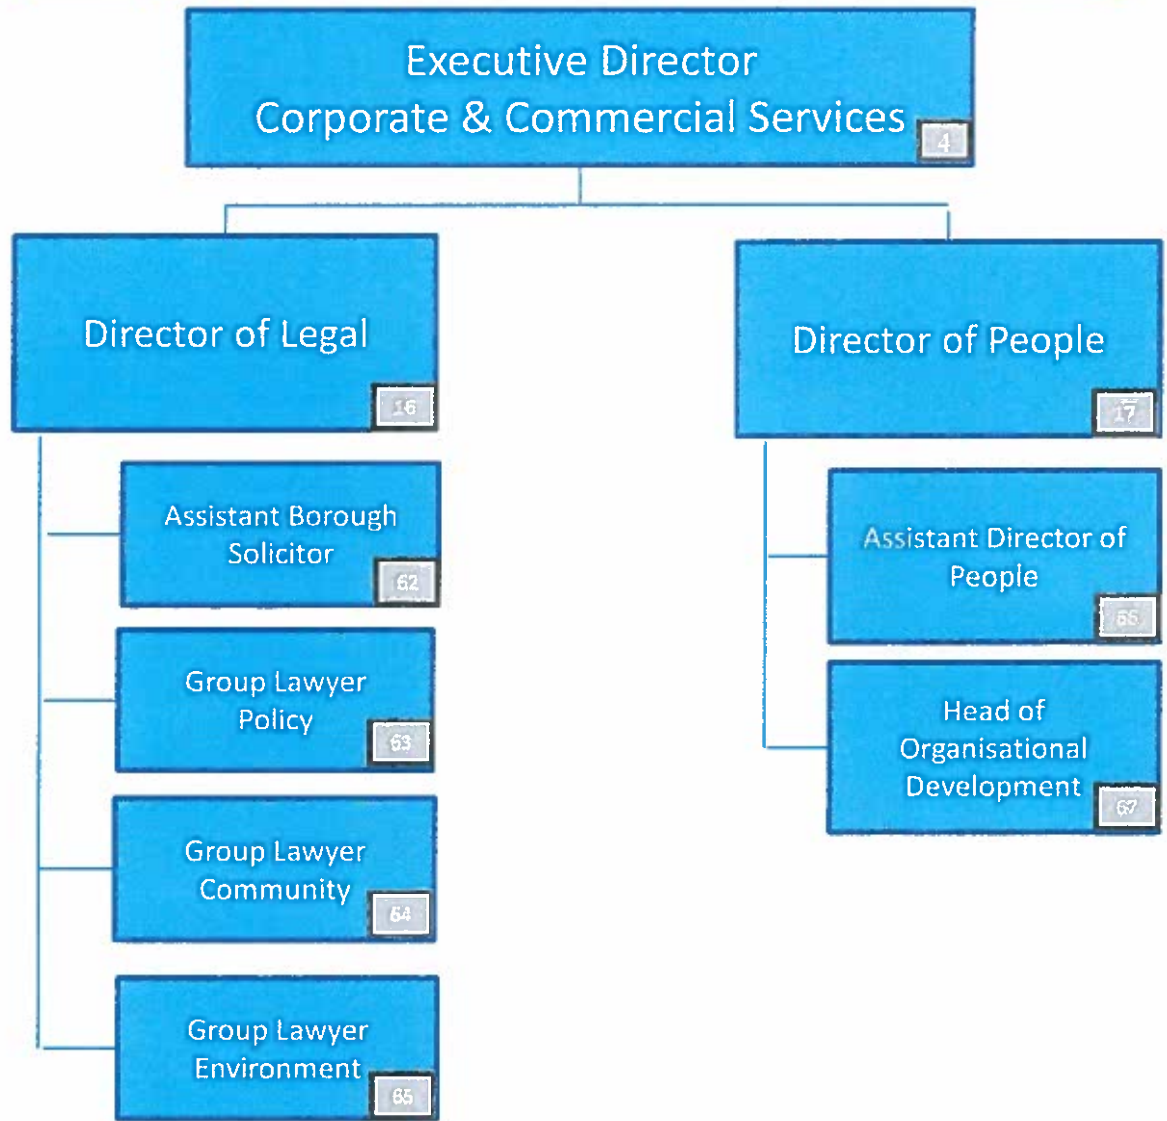 Executive Director
Corporate & Commercial Services
4
Director of Legal
16
Director of People
17
Assistant Borough
Solicitor
62
Group Lawyer
Policy
63
Group Lawyer
Community
64
Group Lawyer
Environment
65
Assistant Director of
People
Head of
Organisational
Development
67